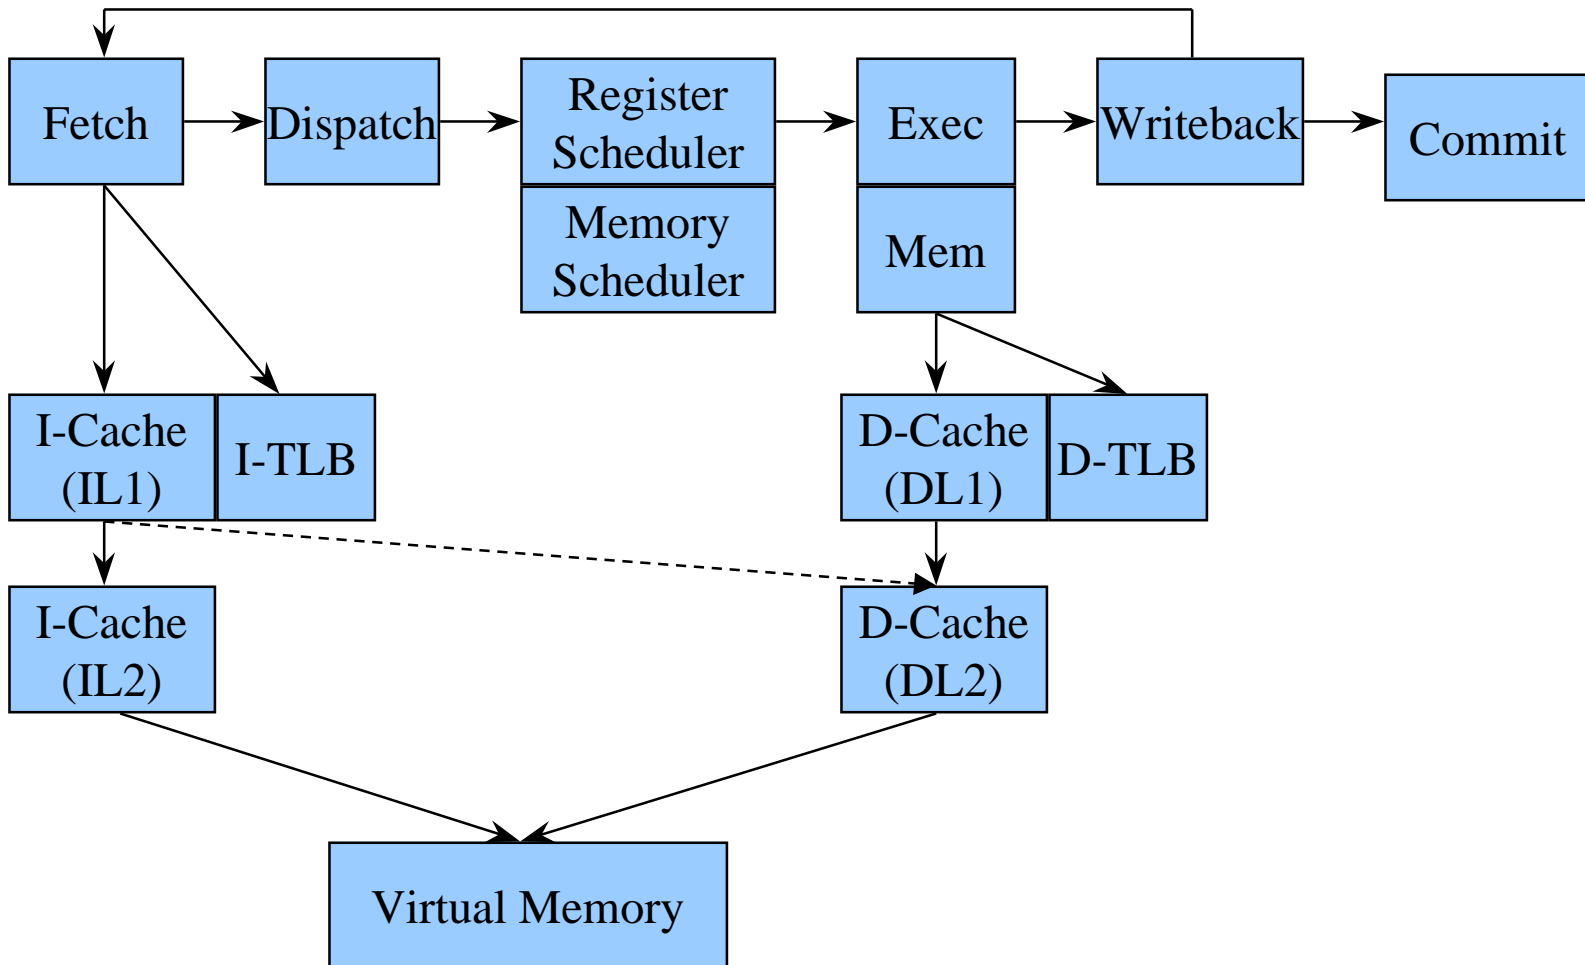 Fetch
Dispatch
Register
Scheduler
Exec
Writeback
Commit
Memory
Scheduler
Mem
I-Cache
(IL1)
I-TLB
D-Cache
(DL1)
D-TLB
I-Cache
(IL2)
D-Cache
(DL2)
Virtual Memory